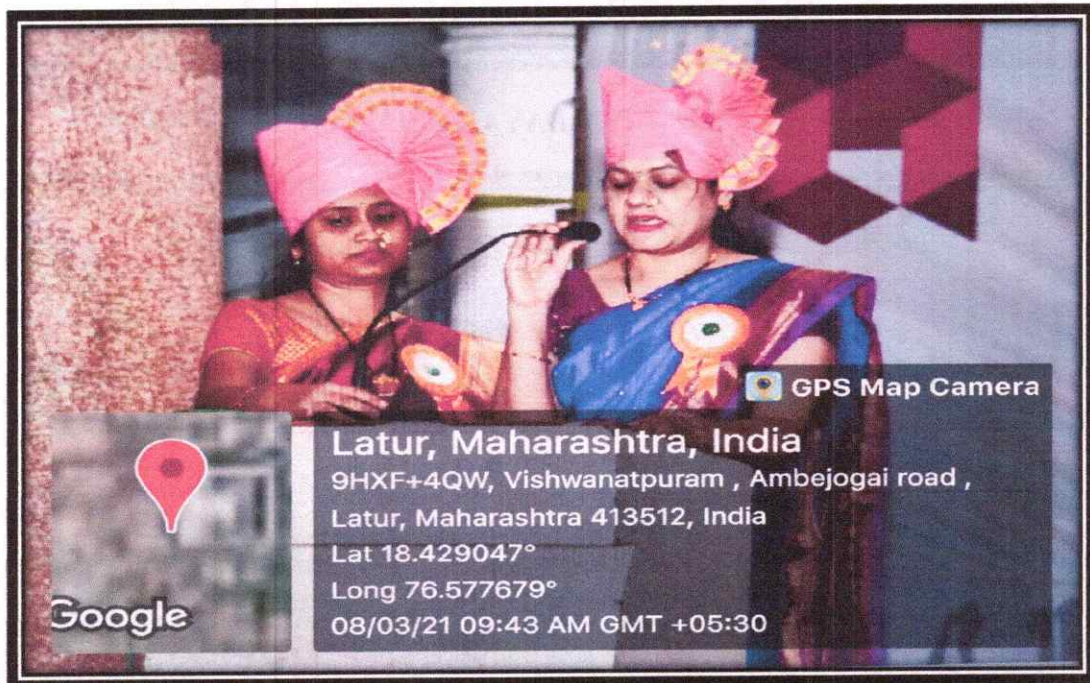 GPS Map Camera
Latur, Maharashtra, India
9HXF+4QW, Vishwanatpuram , Ambejogai road ,
Latur, Maharashtra 413512, India
Lat 18.429047°
Long 76.577679°
08/03/21 09:43 AM GMT +05:30
Google